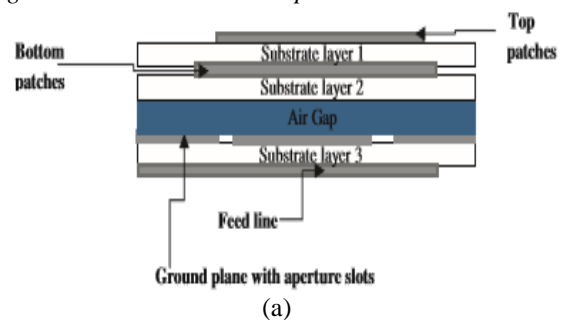 Top
patches
Bottom
patches
Substrate layer 1
Substrate layer 2
Air Gap
Substrate layer 3
Feed line
Ground plane with aperture slots
(a)